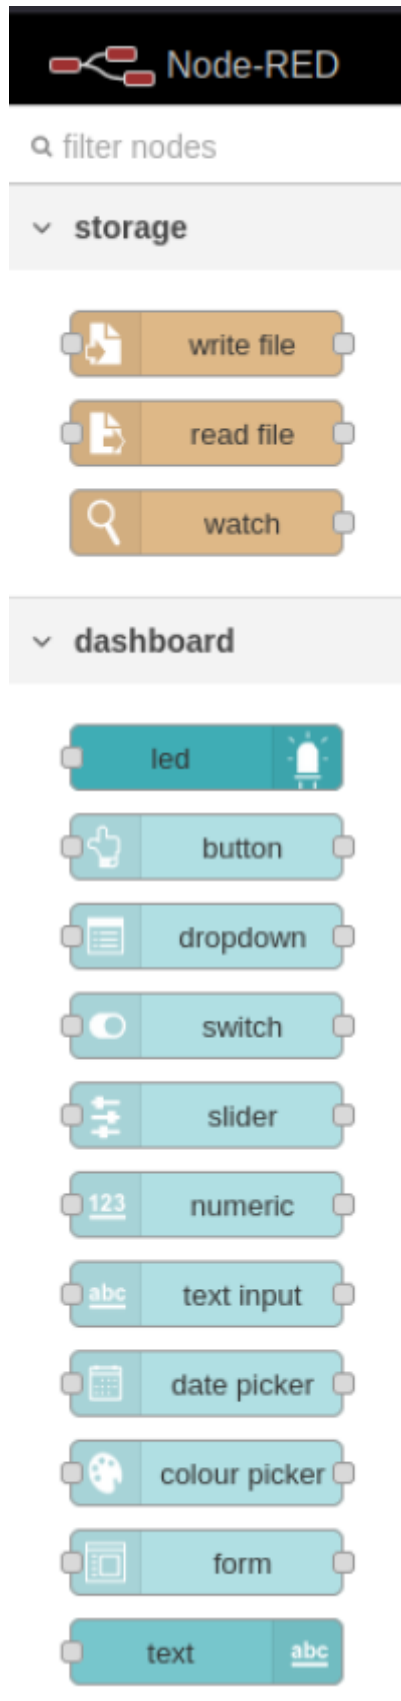 Node-RED
filter nodes
storage
write file
read file
watch
dashboard
led
button
dropdown
switch
slider
123 numeric
abc text input
date picker
colour picker
form
text abc